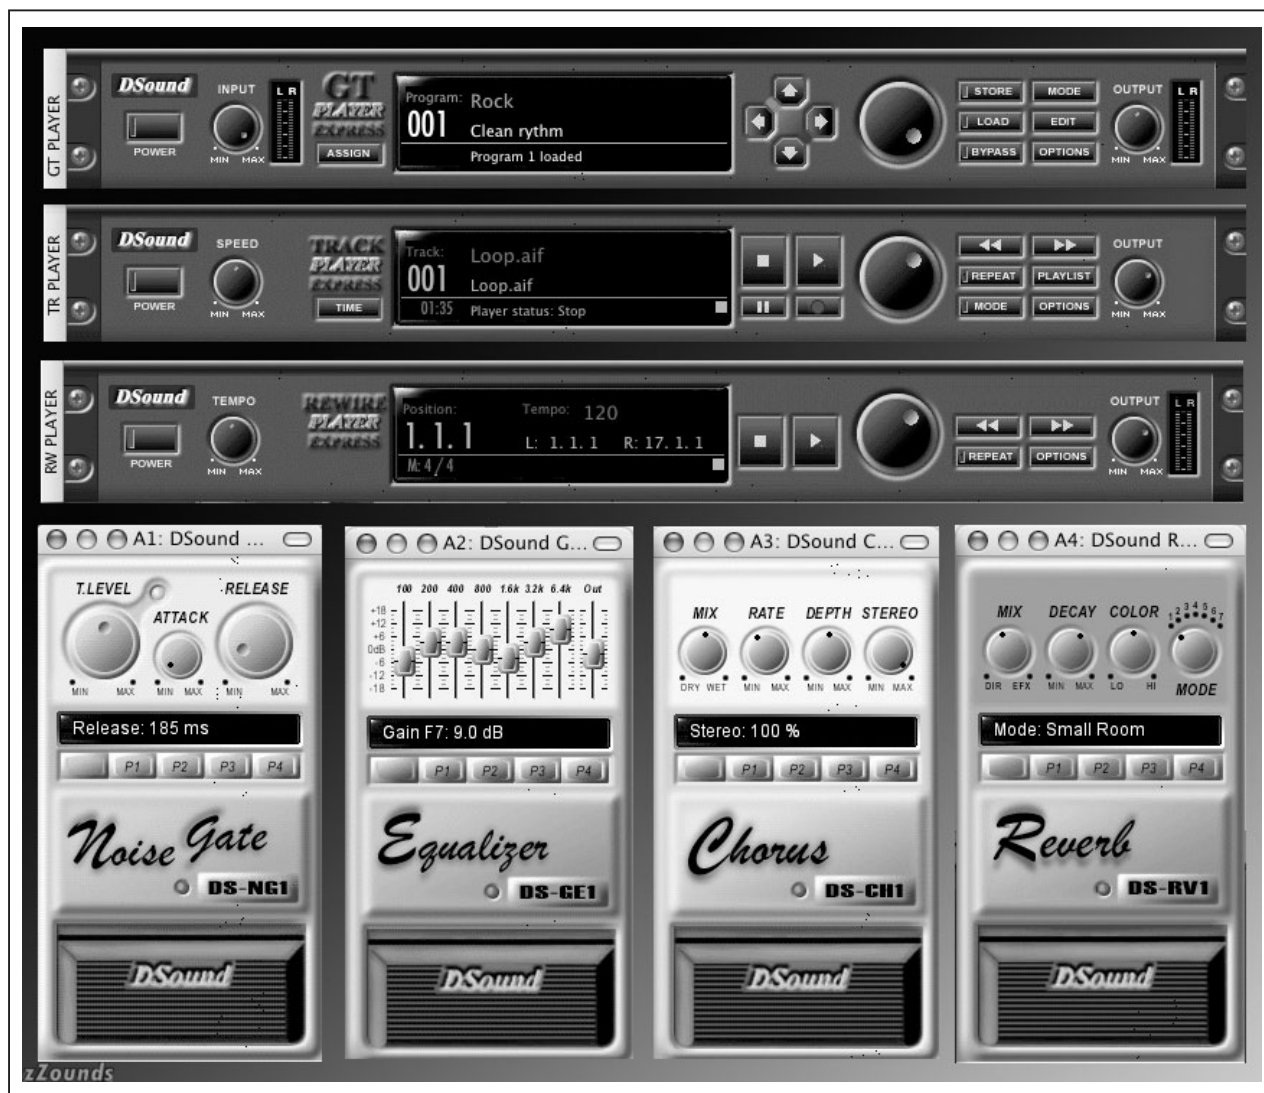 GT PLAYER
DSound
POWER
INPUT
MIN MAX
L R
GT
PLAYER
EXPRESS
ASSIGN
Program: Rock
001 Clean rythm
Program 1 loaded
STORE MODE
LOAD EDIT
BYPASS OPTIONS
OUTPUT
MIN MAX
L R
TR PLAYER
DSound
POWER
SPEED
MIN MAX
TRACK
PLAYER
EXPRESS
TIME
Track: Loop.aif
001 Loop.aif
01:35 Player status: Stop
REPEAT PLAYLIST
MODE OPTIONS
OUTPUT
MIN MAX
RW PLAYER
DSound
POWER
TEMPO
MIN MAX
REWIRE
PLAYER
EXPRESS
Position: Tempo: 120
1. 1. 1 L: 1. 1. 1 R: 17. 1. 1
M: 4 / 4
REPEAT OPTIONS
OUTPUT
MIN MAX
L R
A1: DSound ...
T.LEVEL RELEASE
ATTACK
MIN MAX MIN MAX MIN MAX
Release: 185 ms
P1 P2 P3 P4
Noise Gate
DS-NG1
DSound
A2: DSound G...
100 200 400 800 1.6k 3.2k 6.4k Out
+18
+12
+6
0dB
-6
-12
-18
Gain F7: 9.0 dB
P1 P2 P3 P4
Equalizer
DS-GE1
DSound
A3: DSound C...
MIX RATE DEPTH STEREO
DRY WET MIN MAX MIN MAX MIN MAX
Stereo: 100 %
P1 P2 P3 P4
Chorus
DS-CH1
DSound
A4: DSound R...
MIX DECAY COLOR 1 2 3 4 5 6 7
DIR EFX MIN MAX LO HI MODE
Mode: Small Room
P1 P2 P3 P4
Reverb
DS-RV1
DSound
zZounds